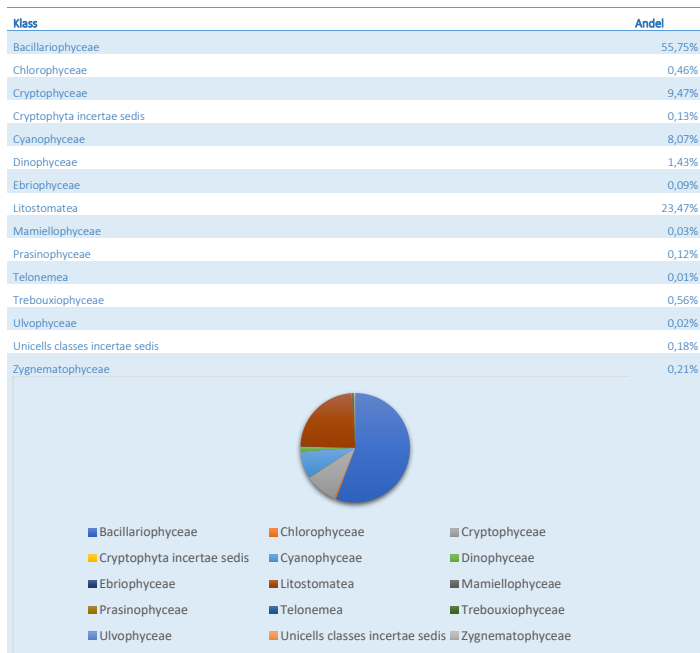 Klass Andel
Bacillariophyceae 55,75%
Chlorophyceae 0,46%
Cryptophyceae 9,47%
Cryptophyta incertae sedis 0,13%
Cyanophyceae 8,07%
Dinophyceae 1,43%
Ebriophyceae 0,09%
Litostomatea 23,47%
Mamiellophyceae 0,03%
Prasinophyceae 0,12%
Telonemea 0,01%
Trebouxiophyceae 0,56%
Ulvophyceae 0,02%
Unicells classes incertae sedis 0,18%
Zygnematophyceae 0,21%
Bacillariophyceae Chlorophyceae Cryptophyceae
Cryptophyta incertae sedis Cyanophyceae Dinophyceae
Ebriophyceae Litostomatea Mamiellophyceae
Prasinophyceae Telonemea Trebouxiophyceae
Ulvophyceae Unicells classes incertae sedis Zygnematophyceae